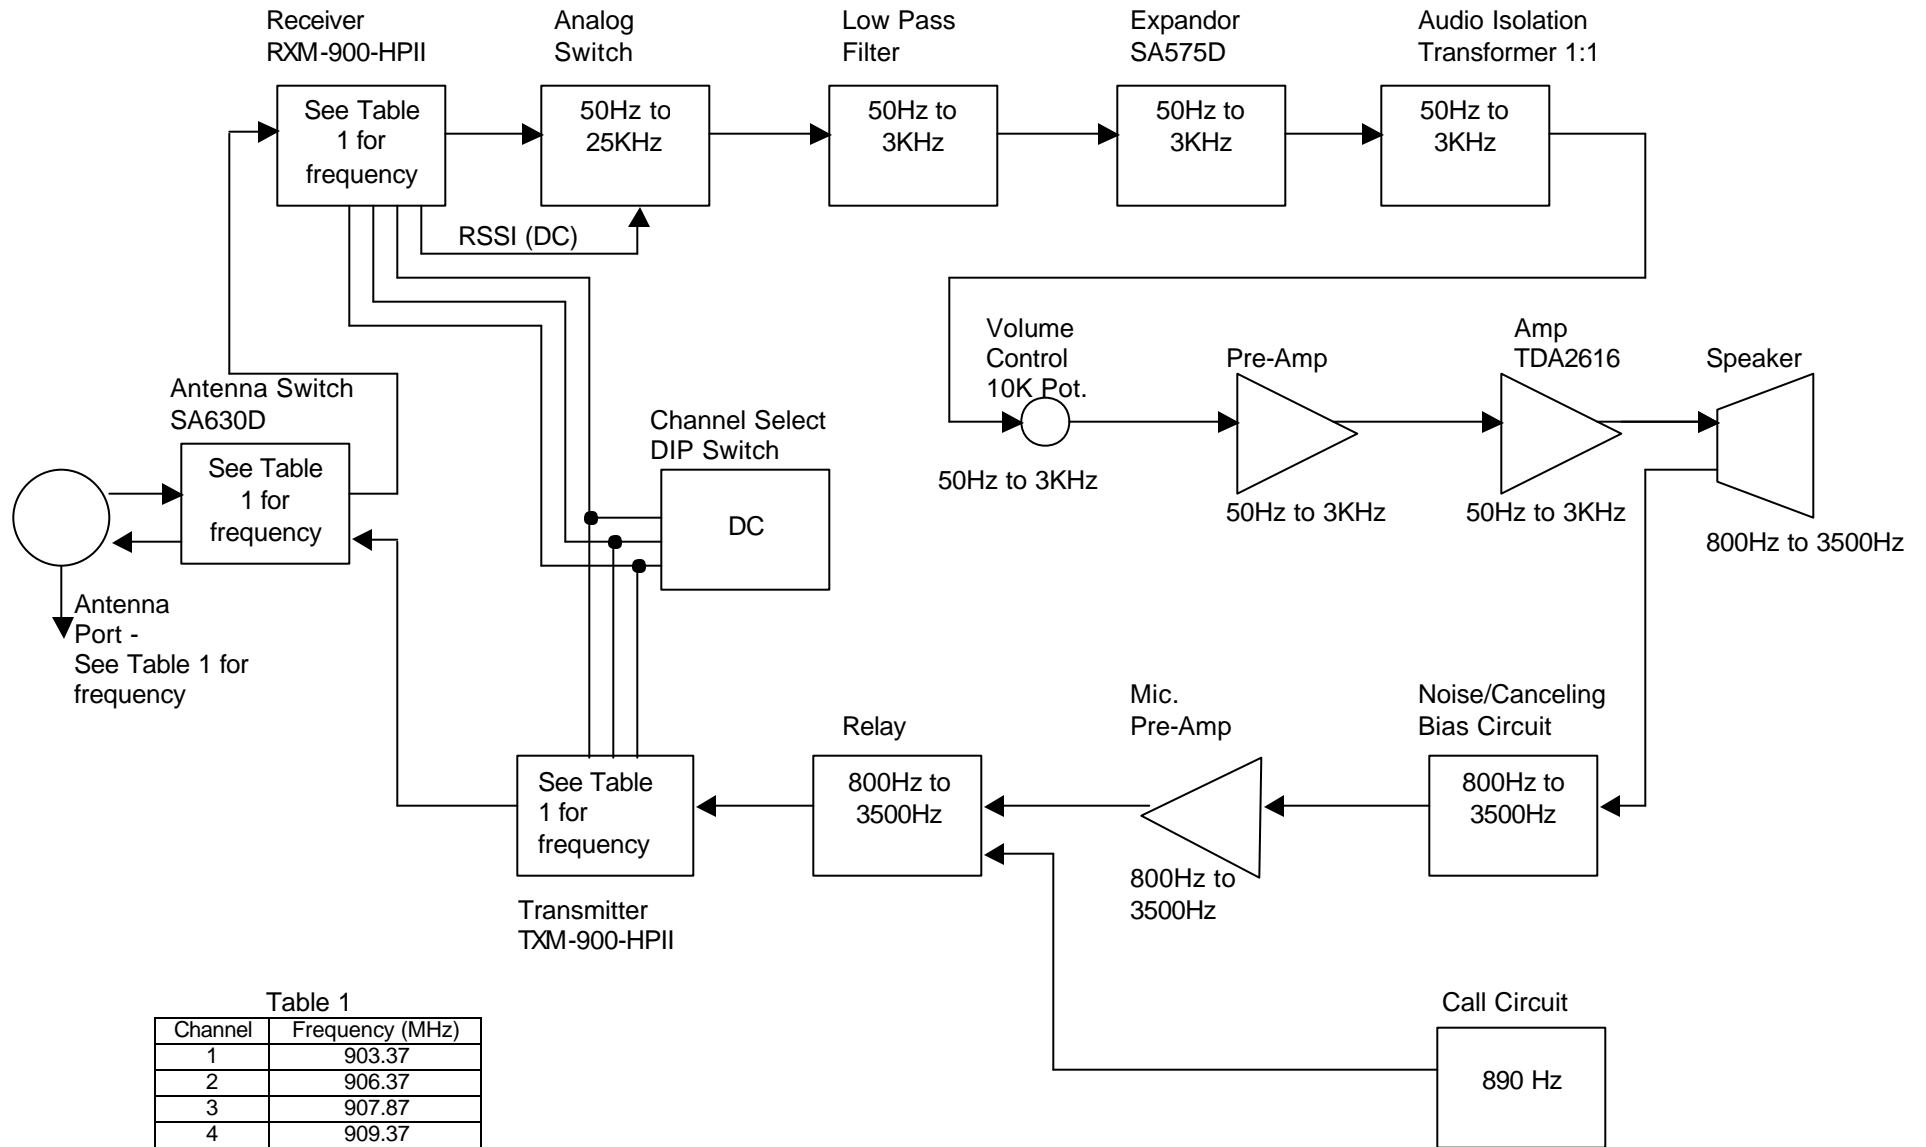 Receiver
RXM-900-HPII
Analog
Switch
Low Pass
Filter
Expandor
SA575D
Audio Isolation
Transformer 1:1
See Table
1 for
frequency
50Hz to
25KHz
50Hz to
3KHz
50Hz to
3KHz
50Hz to
3KHz
RSSI (DC)
Volume
Control
10K Pot.
50Hz to 3KHz
Pre-Amp
50Hz to 3KHz
Amp
TDA2616
50Hz to 3KHz
Speaker
800Hz to 3500Hz
Antenna Switch
SA630D
See Table
1 for
frequency
Channel Select
DIP Switch
DC
Antenna
Port -
See Table 1 for
frequency
Relay
800Hz to
3500Hz
Mic.
Pre-Amp
800Hz to
3500Hz
Noise/Canceling
Bias Circuit
800Hz to
3500Hz
See Table
1 for
frequency
Transmitter
TXM-900-HPII
Call Circuit
890 Hz
Table 1
Channel Frequency (MHz)
1 903.37
2 906.37
3 907.87
4 909.37